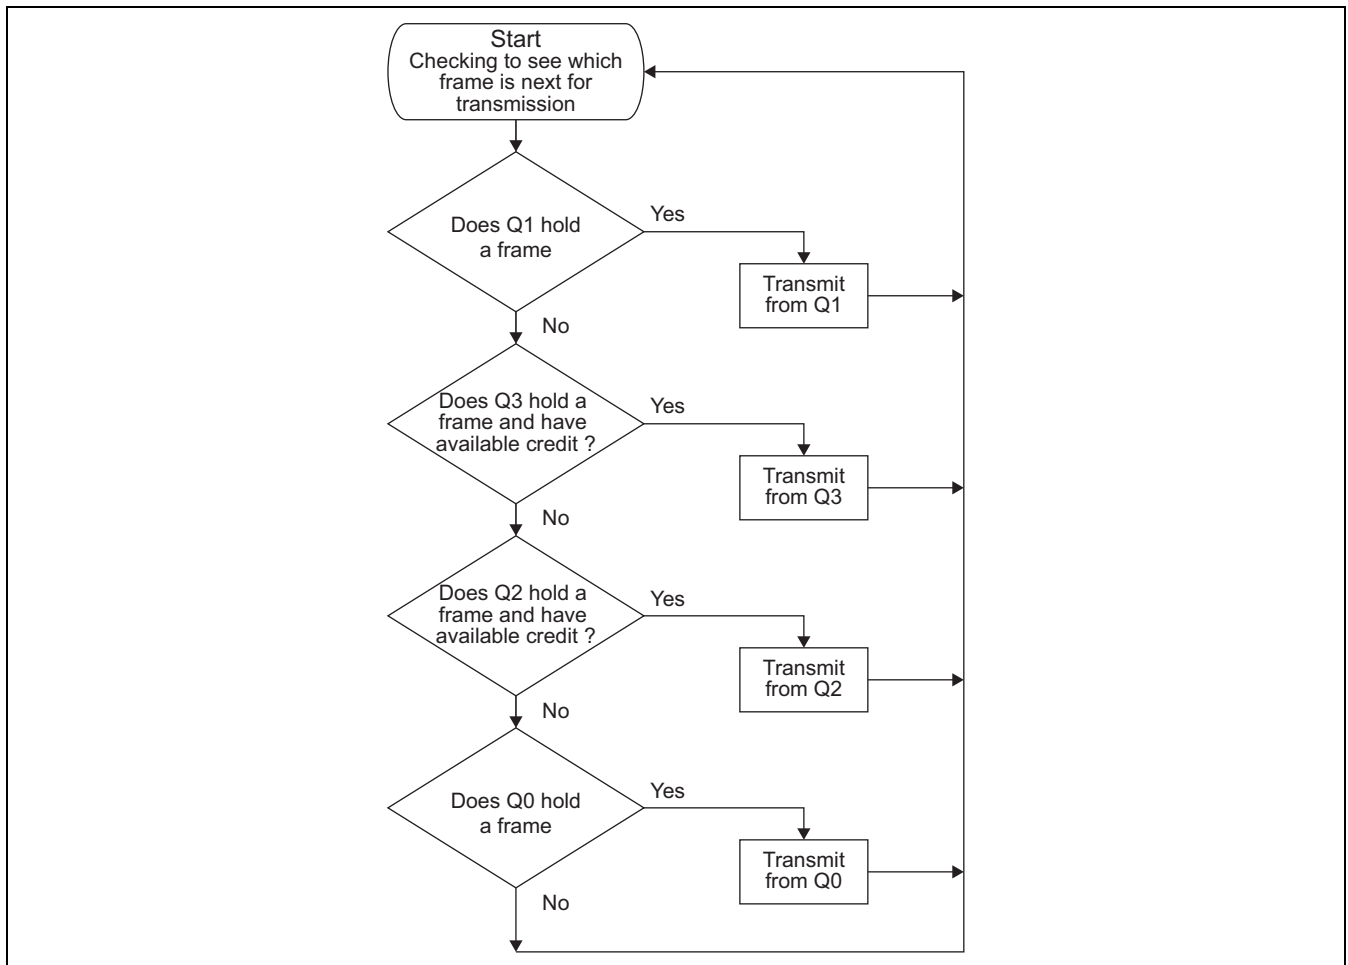 Start
Checking to see which
frame is next for
transmission
Does Q1 hold
a frame
Yes
Transmit
from Q1
No
Does Q3 hold a
frame and have
available credit ?
Yes
Transmit
from Q3
No
Does Q2 hold a
frame and have
available credit ?
Yes
Transmit
from Q2
No
Does Q0 hold
a frame
Yes
Transmit
from Q0
No